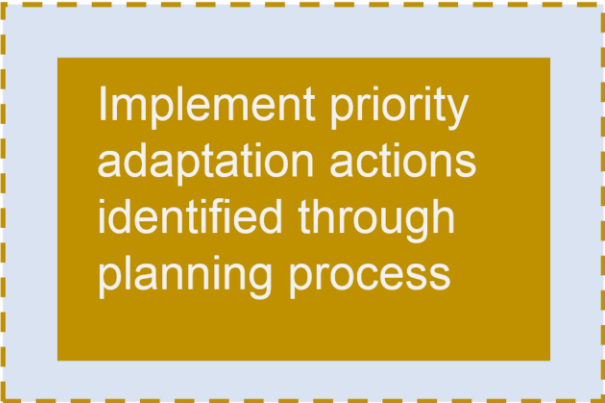 Implement priority
adaptation actions
identified through
planning process